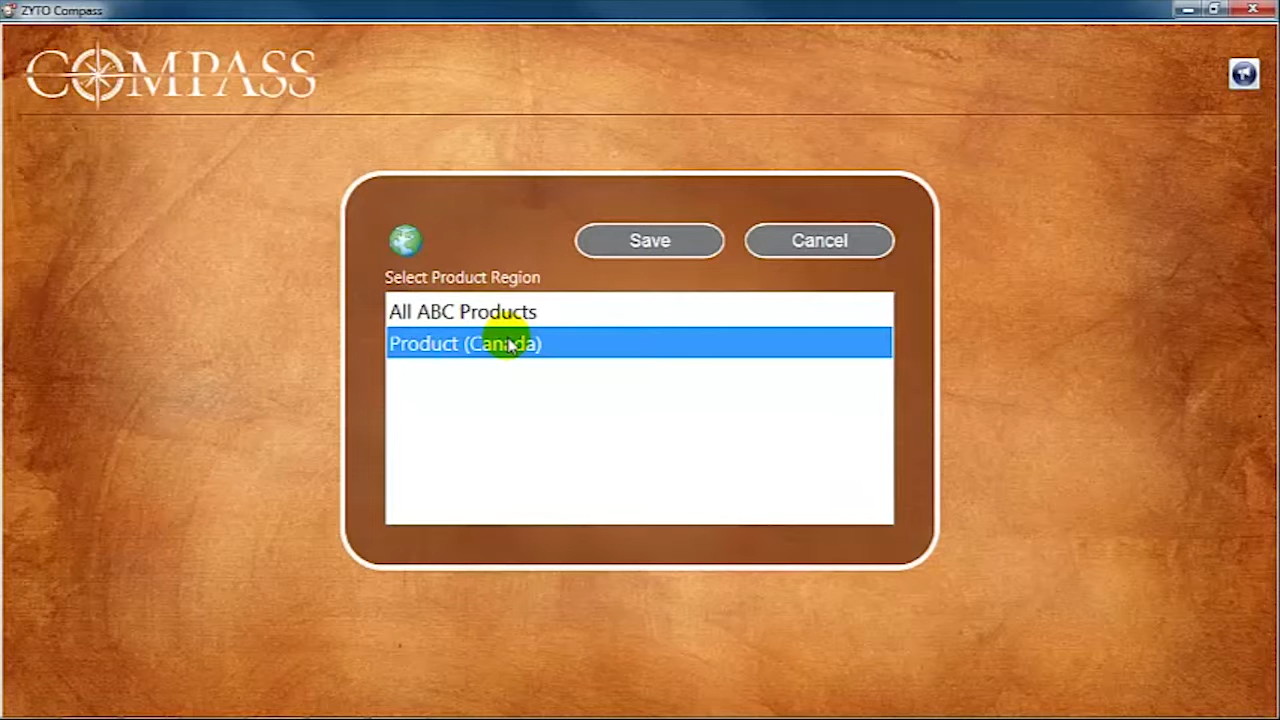 ZYTO Compass
COMPASS
Save
Cancel
Select Product Region
All ABC Products
Product (Canada)